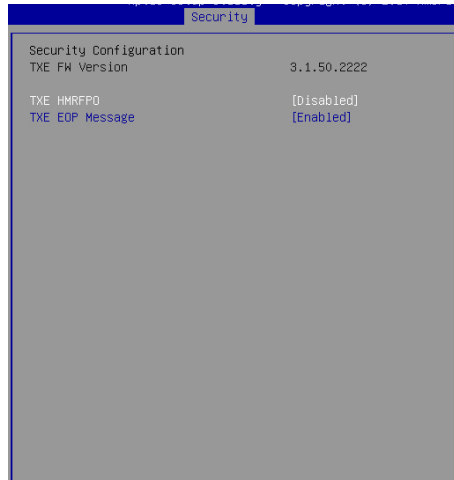 Security
Security Configuration
TXE FW Version 3.1.50.2222
TXE HMRFPO [Disabled]
TXE EOP Message [Enabled]